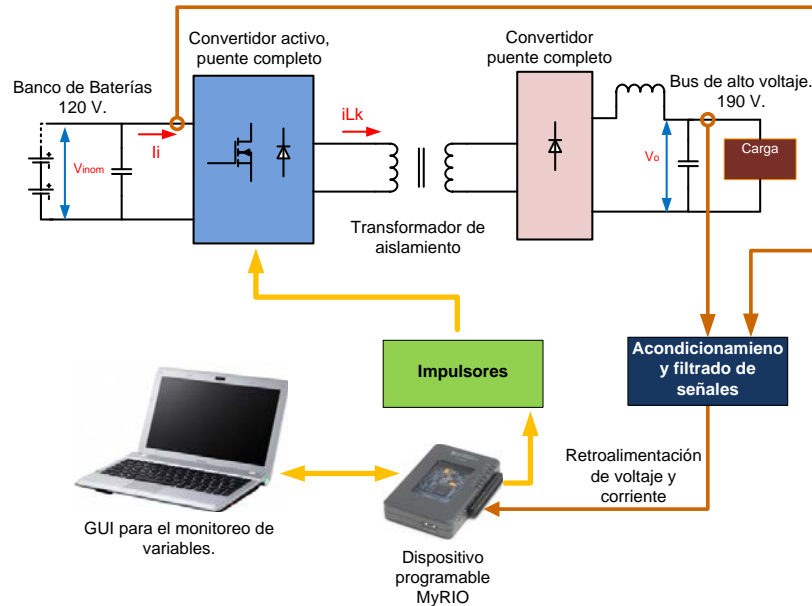 Convertidor activo,
puente completo
Convertidor
puente completo
Banco de Baterías
120 V.
Bus de alto voltaje.
190 V.
Ii
iLk
Vinom
Vo
Carga
Transformador de
aislamiento
Impulsores
Acondicionamieno
y filtrado de
señales
Retroalimentación
de voltaje y
corriente
GUI para el monitoreo de
variables.
Dispositivo
programable
MyRIO